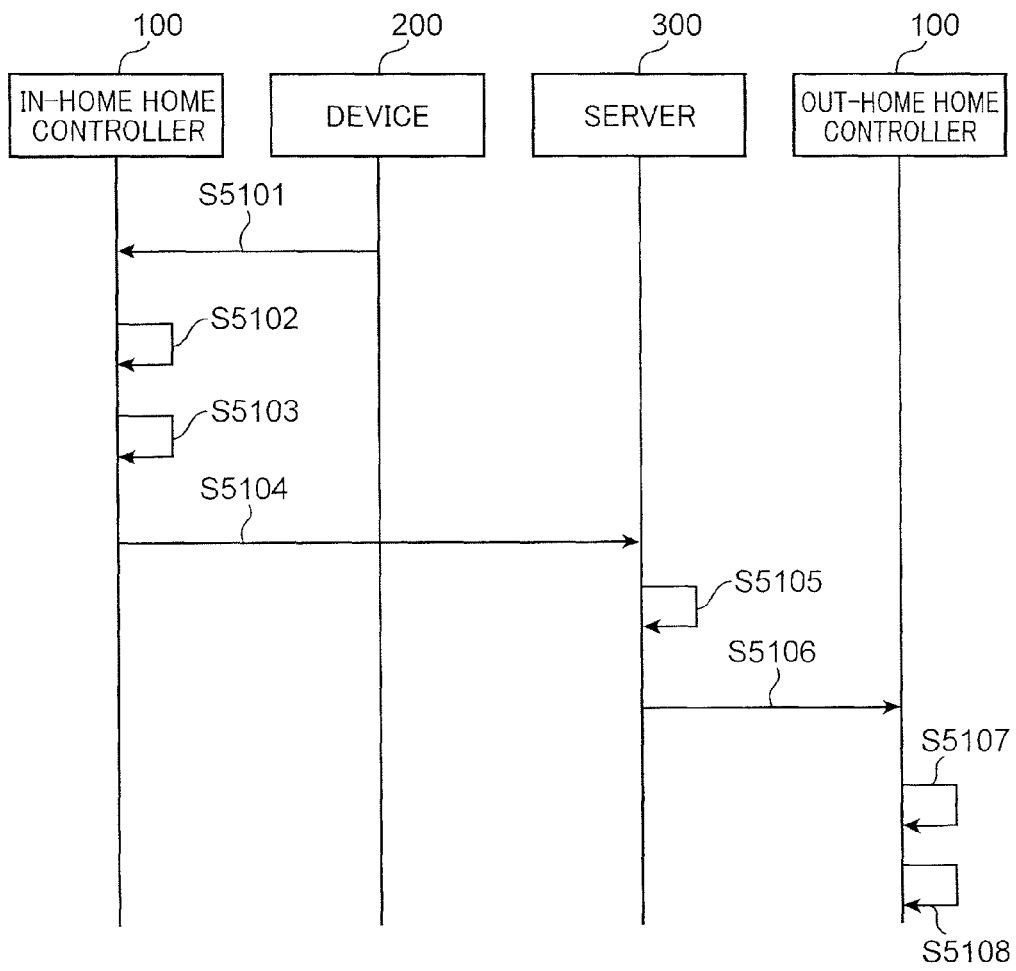 100
200
300
100
IN-HOME HOME
CONTROLLER
DEVICE
SERVER
OUT-HOME HOME
CONTROLLER
S5101
S5102
S5103
S5104
S5105
S5106
S5107
S5108